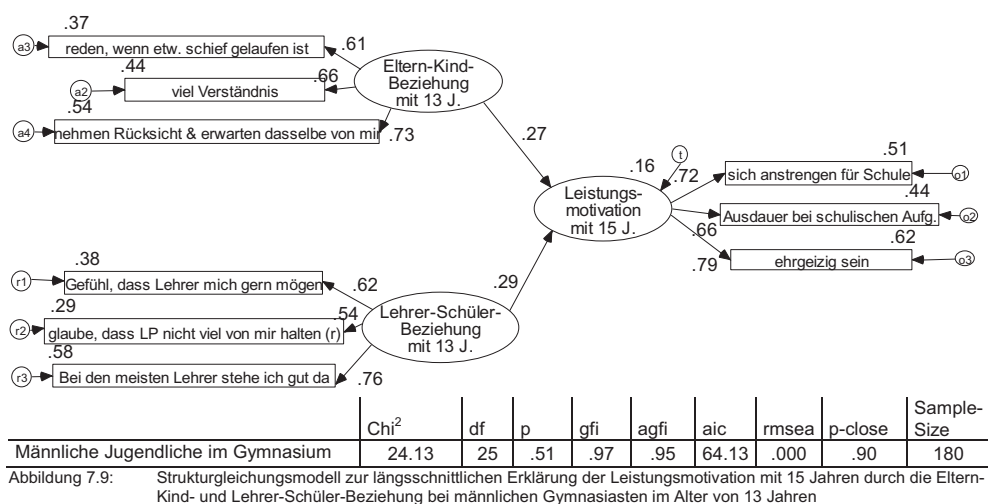 .37
a3
reden, wenn etw. schief gelaufen ist
.61
.44
a2
viel Verständnis
.66
.54
a4
nehmen Rücksicht & erwarten dasselbe von mir
.73
Eltern-Kind-
Beziehung
mit 13 J.
.27
.38
r1
Gefühl, dass Lehrer mich gern mögen
.62
.29
r2
glaube, dass LP nicht viel von mir halten (r)
.54
.58
r3
Bei den meisten Lehrer stehe ich gut da
.76
Lehrer-Schüler-
Beziehung
mit 13 J.
.29
.16
t
Leistungs-
motivation
mit 15 J.
.72
.51
sich anstrengen für Schule
o1
.44
Ausdauer bei schulischen Aufg.
o2
.66
.62
ehrgeizig sein
o3
.79
Chi2 df p gfi agfi aic rmsea p-close Sample-
Size
Männliche Jugendliche im Gymnasium 24.13 25 .51 .97 .95 64.13 .000 .90 180
Abbildung 7.9: Strukturgleichungsmodell zur längsschnittlichen Erklärung der Leistungsmotivation mit 15 Jahren durch die Eltern-
Kind- und Lehrer-Schüler-Beziehung bei männlichen Gymnasiasten im Alter von 13 Jahren